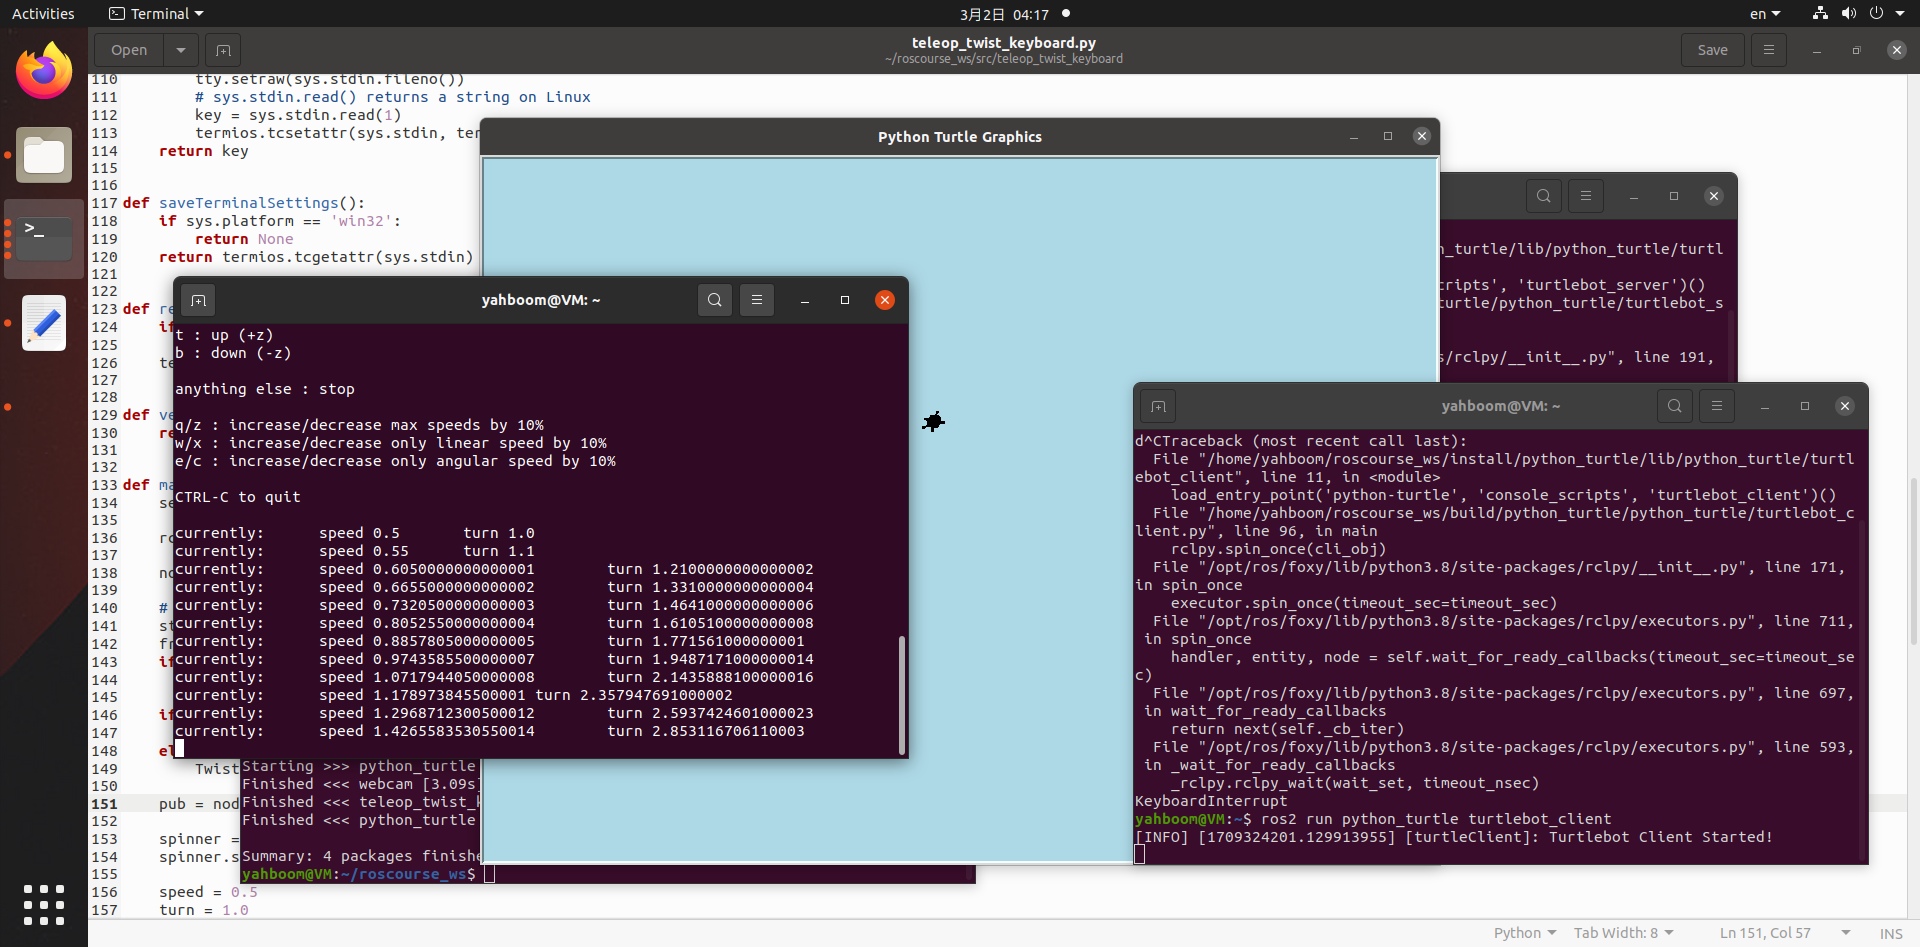 Activities
Terminal
3月2日 04:17
en
Open
teleop_twist_keyboard.py
~/roscourse_ws/src/teleop_twist_keyboard
Save
110         tty.setraw(sys.stdin.fileno())
111         # sys.stdin.read() returns a string on Linux
112         key = sys.stdin.read(1)
113         termios.tcsetattr(sys.stdin, ter
114     return key
115
116
117 def saveTerminalSettings():
118     if sys.platform == 'win32':
119         return None
120     return termios.tcgetattr(sys.stdin)
121
122
123 def re
124     if
125
126     te
127
128
129 def ve
130     re
131
132
133 def ma
134     se
135
136     rc
137
138     no
139
140     #
141     st
142     fr
143     if
144
145
146     if
147
148     el
149         Twist
150
151     pub = nod
152
153     spinner =
154     spinner.s
155
156     speed = 0.5
157     turn = 1.0
Python Turtle Graphics
_turtle/lib/python_turtle/turtl
cripts', 'turtlebot_server')()
turtle/python_turtle/turtlebot_s
s/rclpy/__init__.py", line 191,
yahboom@VM: ~
t : up (+z)
b : down (-z)
anything else : stop
q/z : increase/decrease max speeds by 10%
w/x : increase/decrease only linear speed by 10%
e/c : increase/decrease only angular speed by 10%
CTRL-C to quit
currently:      speed 0.5       turn 1.0
currently:      speed 0.55      turn 1.1
currently:      speed 0.6050000000000001        turn 1.2100000000000002
currently:      speed 0.6655000000000002        turn 1.3310000000000004
currently:      speed 0.7320500000000003        turn 1.4641000000000006
currently:      speed 0.8052550000000004        turn 1.6105100000000008
currently:      speed 0.8857805000000005        turn 1.771561000000001
currently:      speed 0.9743585500000007        turn 1.9487171000000014
currently:      speed 1.0717944050000008        turn 2.1435888100000016
currently:      speed 1.178973845500001 turn 2.357947691000002
currently:      speed 1.2968712300500012        turn 2.5937424601000023
currently:      speed 1.4265583530550014        turn 2.853116706110003
Starting >>> python_turtle
Finished <<< webcam [3.09s]
Finished <<< teleop_twist_k
Finished <<< python_turtle
Summary: 4 packages finishe
yahboom@VM:~/roscourse_ws$
yahboom@VM: ~
d^CTraceback (most recent call last):
  File "/home/yahboom/roscourse_ws/install/python_turtle/lib/python_turtle/turtl
ebot_client", line 11, in <module>
    load_entry_point('python-turtle', 'console_scripts', 'turtlebot_client')()
  File "/home/yahboom/roscourse_ws/build/python_turtle/python_turtle/turtlebot_c
lient.py", line 96, in main
    rclpy.spin_once(cli_obj)
  File "/opt/ros/foxy/lib/python3.8/site-packages/rclpy/__init__.py", line 171,
in spin_once
    executor.spin_once(timeout_sec=timeout_sec)
  File "/opt/ros/foxy/lib/python3.8/site-packages/rclpy/executors.py", line 711,
 in spin_once
    handler, entity, node = self.wait_for_ready_callbacks(timeout_sec=timeout_se
c)
  File "/opt/ros/foxy/lib/python3.8/site-packages/rclpy/executors.py", line 697,
 in wait_for_ready_callbacks
    return next(self._cb_iter)
  File "/opt/ros/foxy/lib/python3.8/site-packages/rclpy/executors.py", line 593,
 in _wait_for_ready_callbacks
    _rclpy.rclpy_wait(wait_set, timeout_nsec)
KeyboardInterrupt
yahboom@VM:~$ ros2 run python_turtle turtlebot_client
[INFO] [1709324201.129913955] [turtleClient]: Turtlebot Client Started!
Python
Tab Width: 8
Ln 151, Col 57
INS